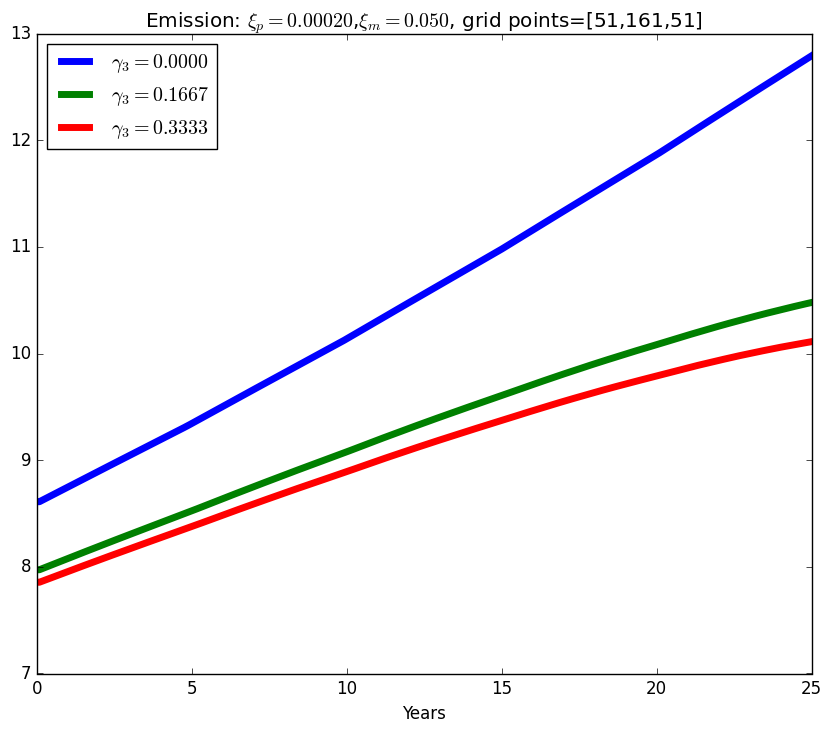 Emission: ξp = 0.00020,ξm = 0.050, grid points=[51,161,51]
13
γ3 = 0.0000
γ3 = 0.1667
γ3 = 0.3333
12
11
10
9
8
7
0 5 10 15 20 25
Years